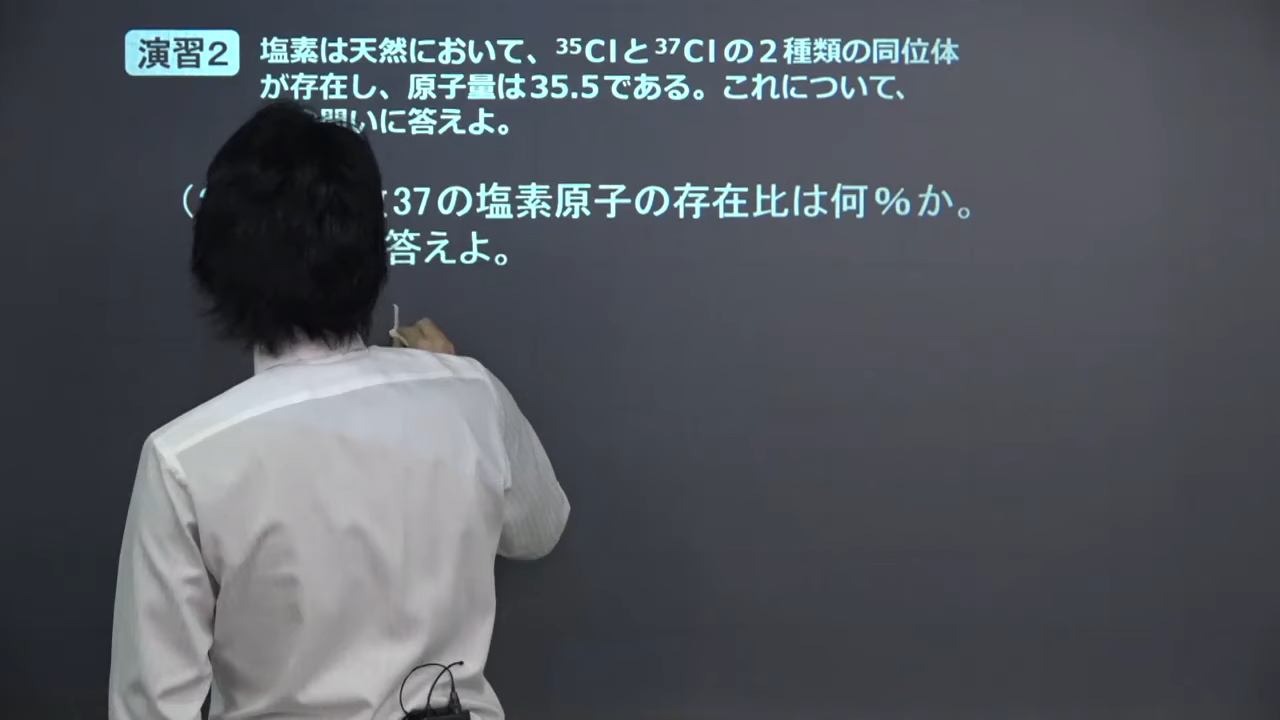 演習2
塩素は天然において、³⁵Clと³⁷Clの2種類の同位体
が存在し、原子量は35.5である。これについて、
問いに答えよ。
37の塩素原子の存在比は何%か。
答えよ。